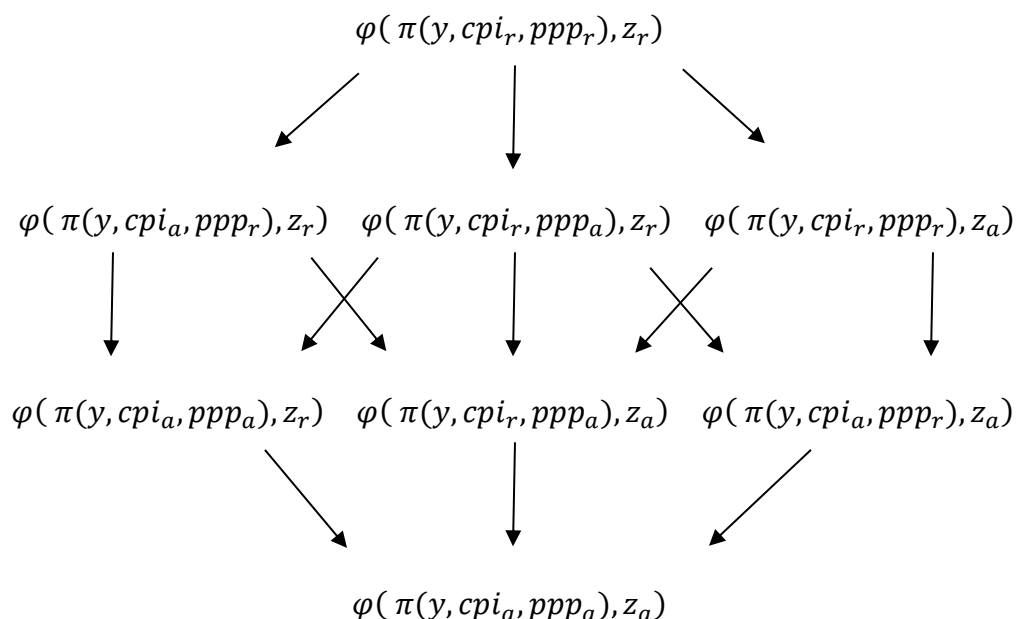 φ( π(y, cpi_r, ppp_r), z_r)
φ( π(y, cpi_a, ppp_r), z_r) φ( π(y, cpi_r, ppp_a), z_r) φ( π(y, cpi_r, ppp_r), z_a)
φ( π(y, cpi_a, ppp_a), z_r) φ( π(y, cpi_r, ppp_a), z_a) φ( π(y, cpi_a, ppp_r), z_a)
φ( π(y, cpi_a, ppp_a), z_a)